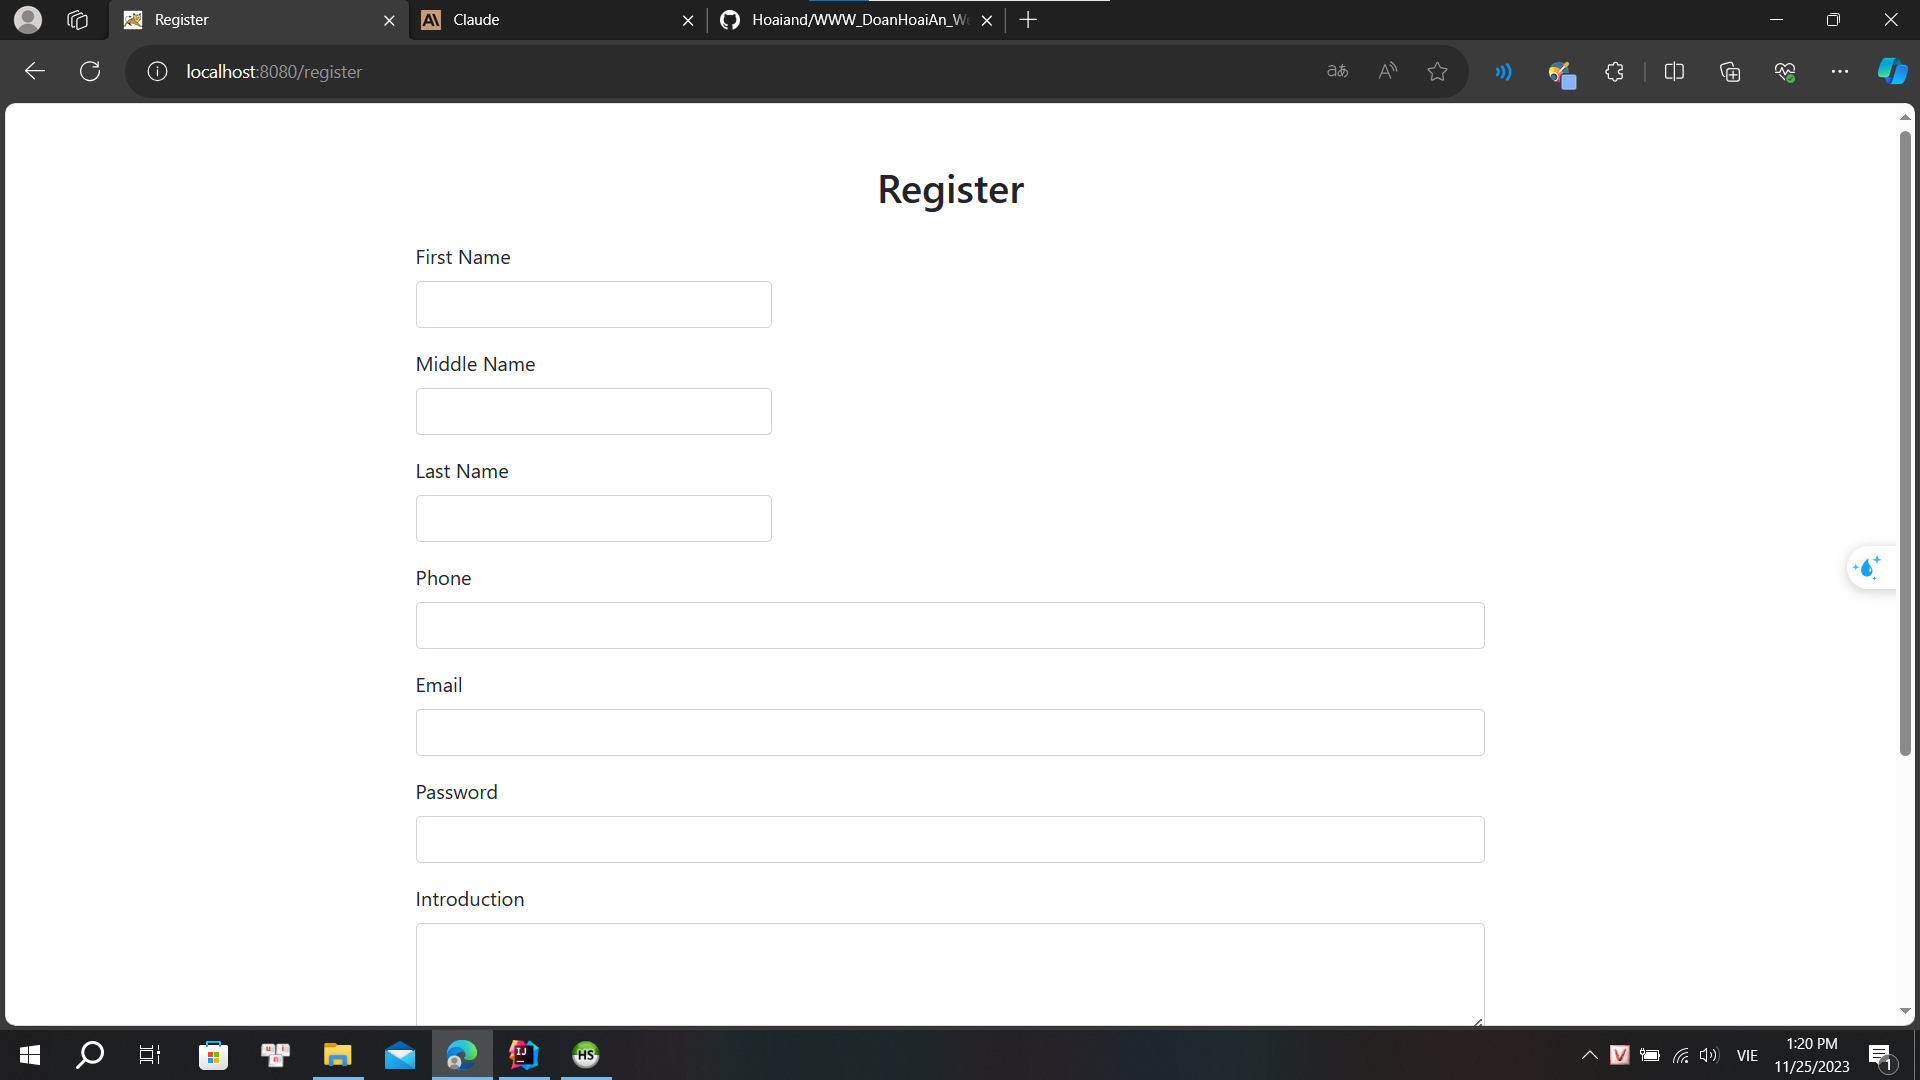 Register
Claude
Hoaiand/WWW_DoanHoaiAn_W
localhost:8080/register
Register
First Name
Middle Name
Last Name
Phone
Email
Password
Introduction
VIE
1:20 PM
11/25/2023
1